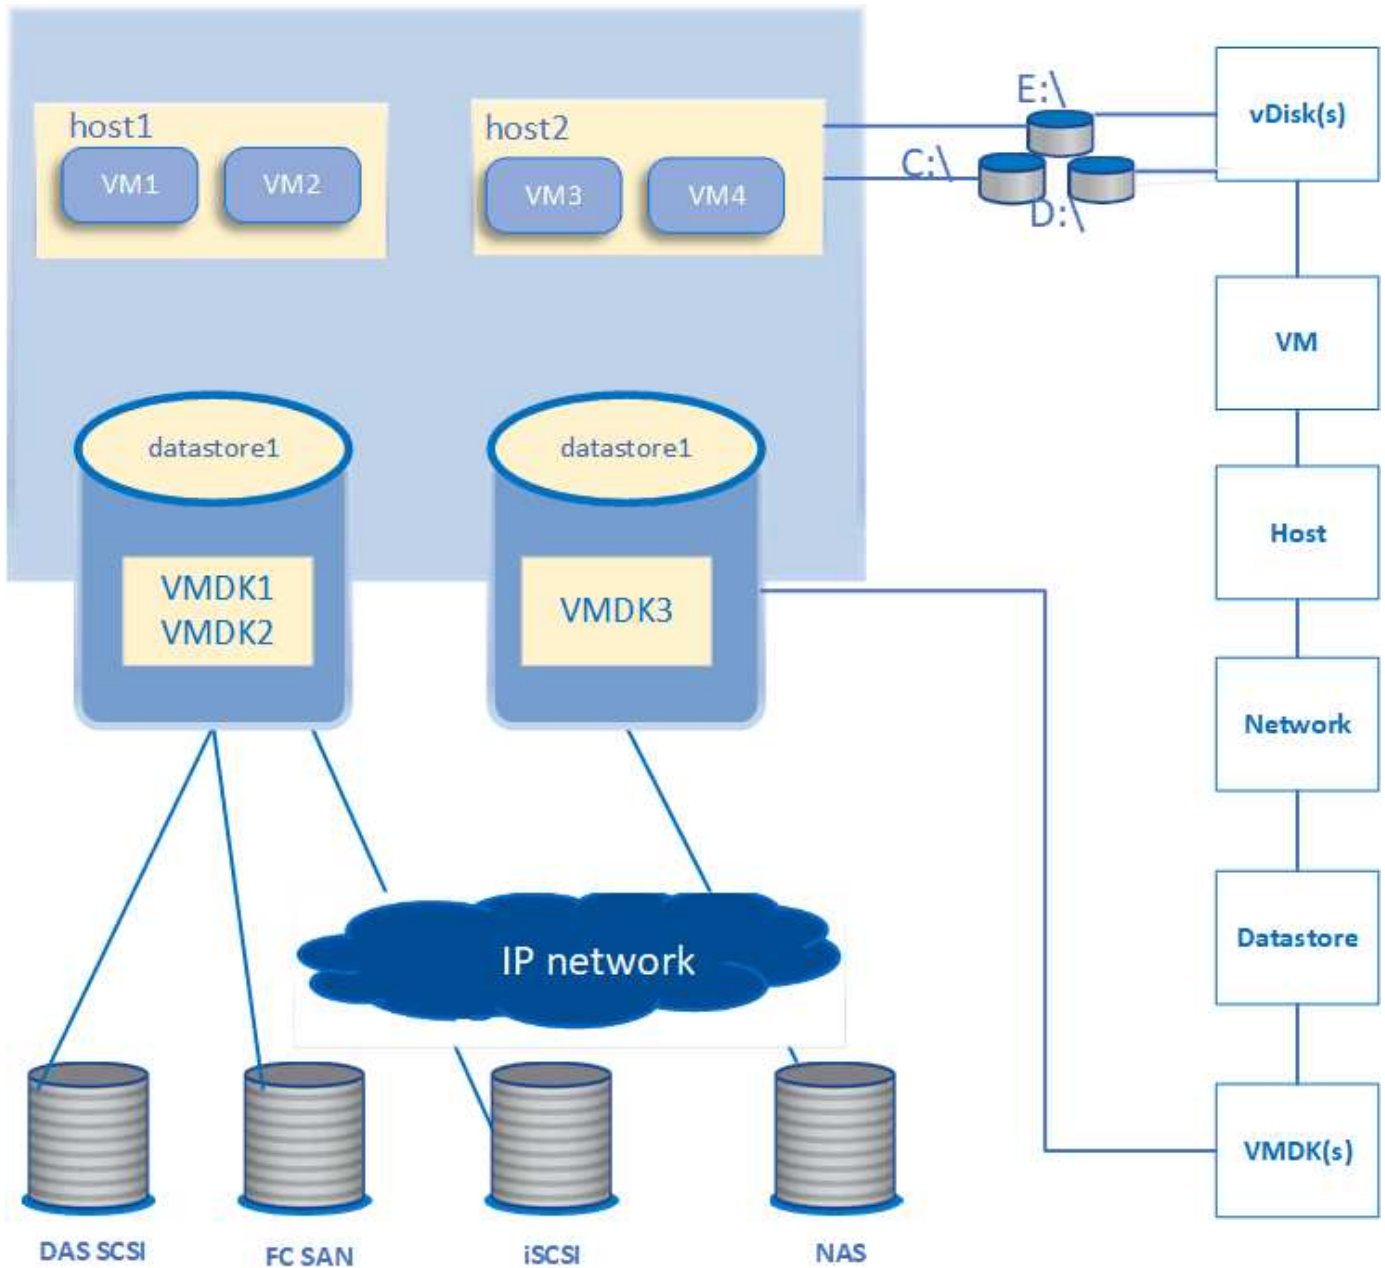 host1
VM1
VM2
host2
VM3
VM4
E:\
C:\
D:\
vDisk(s)
VM
Host
Network
Datastore
VMDK(s)
datastore1
VMDK1
VMDK2
datastore1
VMDK3
IP network
DAS SCSI
FC SAN
iSCSI
NAS